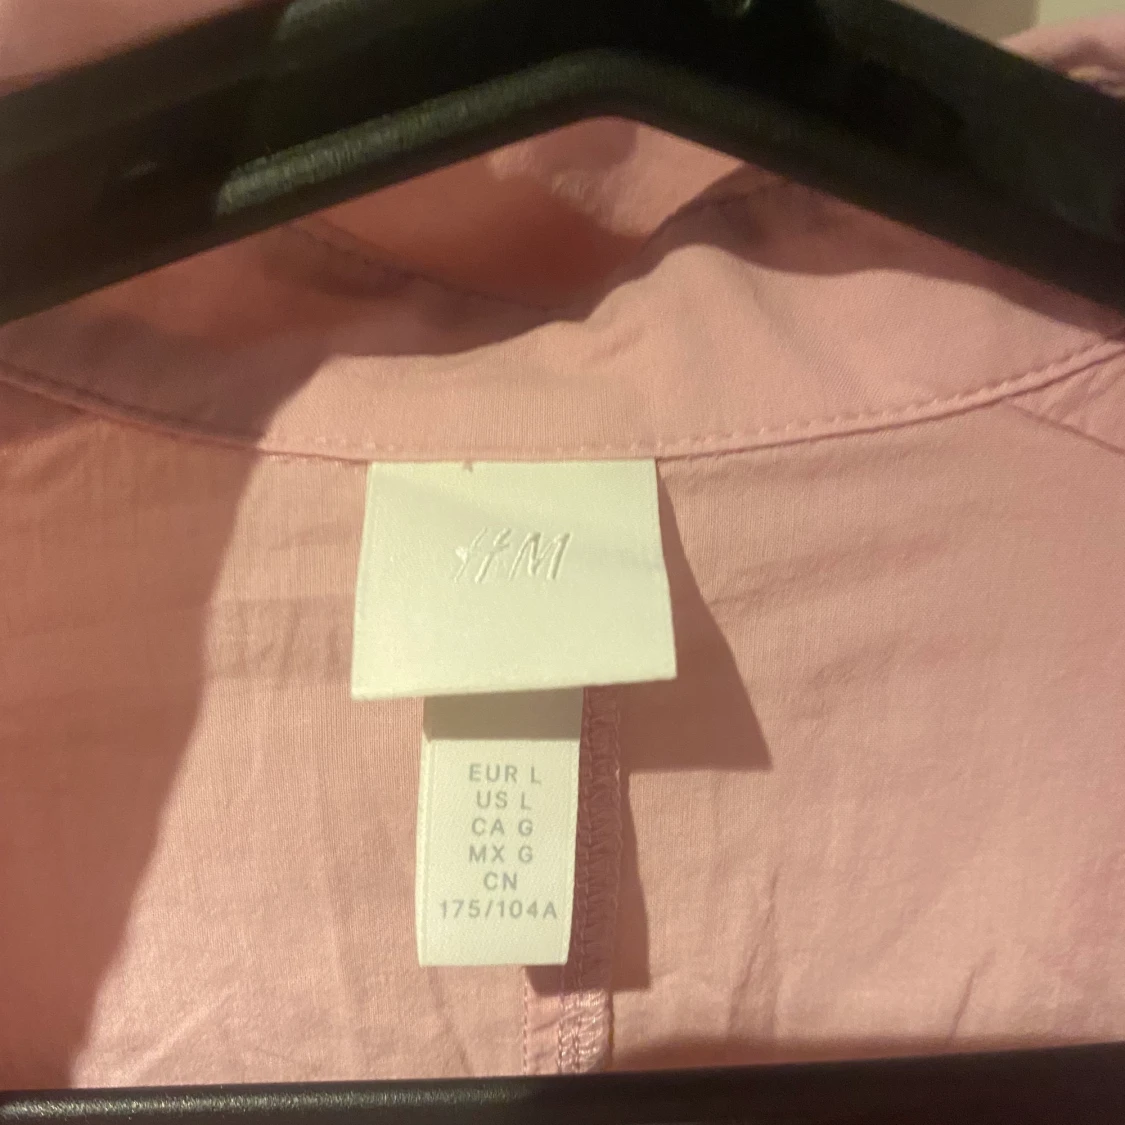 H&M
EUR L
US L
CA G
MX G
CN
175/104A